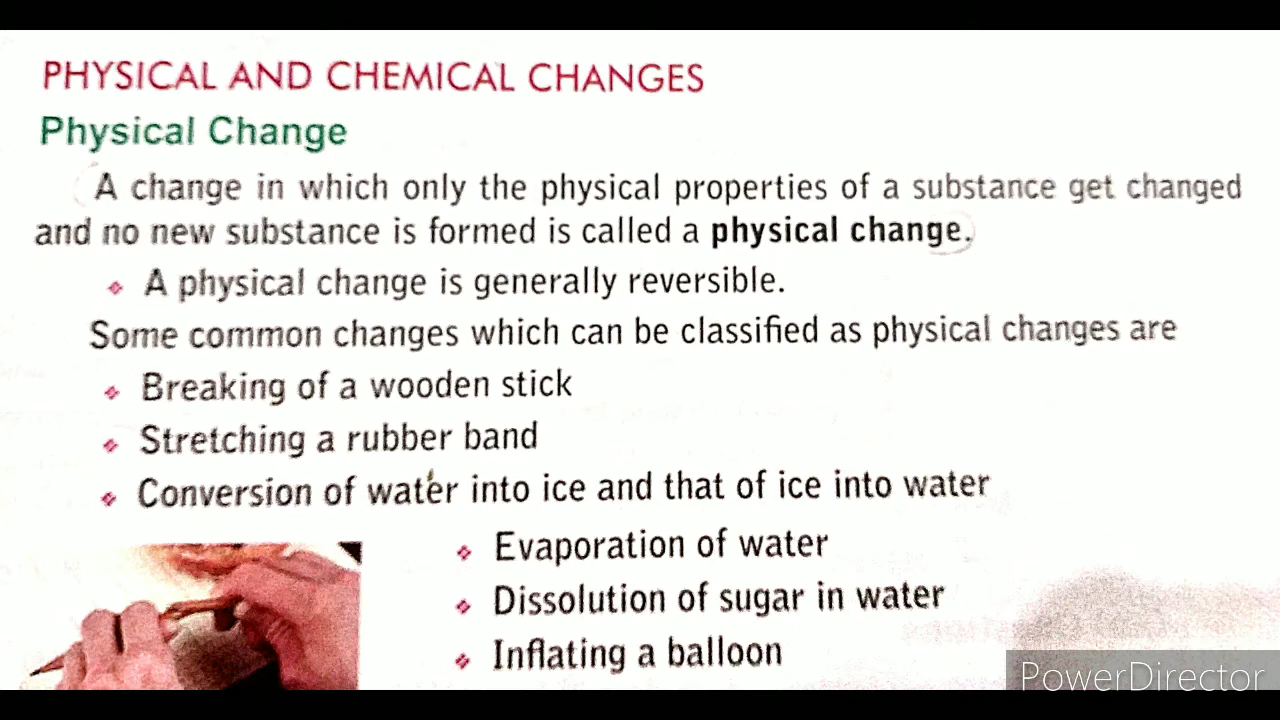 PHYSICAL AND CHEMICAL CHANGES
Physical Change
A change in which only the physical properties of a substance get changed
and no new substance is formed is called a physical change.
A physical change is generally reversible.
Some common changes which can be classified as physical changes are
Breaking of a wooden stick
Stretching a rubber band
Conversion of water into ice and that of ice into water
Evaporation of water
Dissolution of sugar in water
Inflating a balloon
PowerDirector